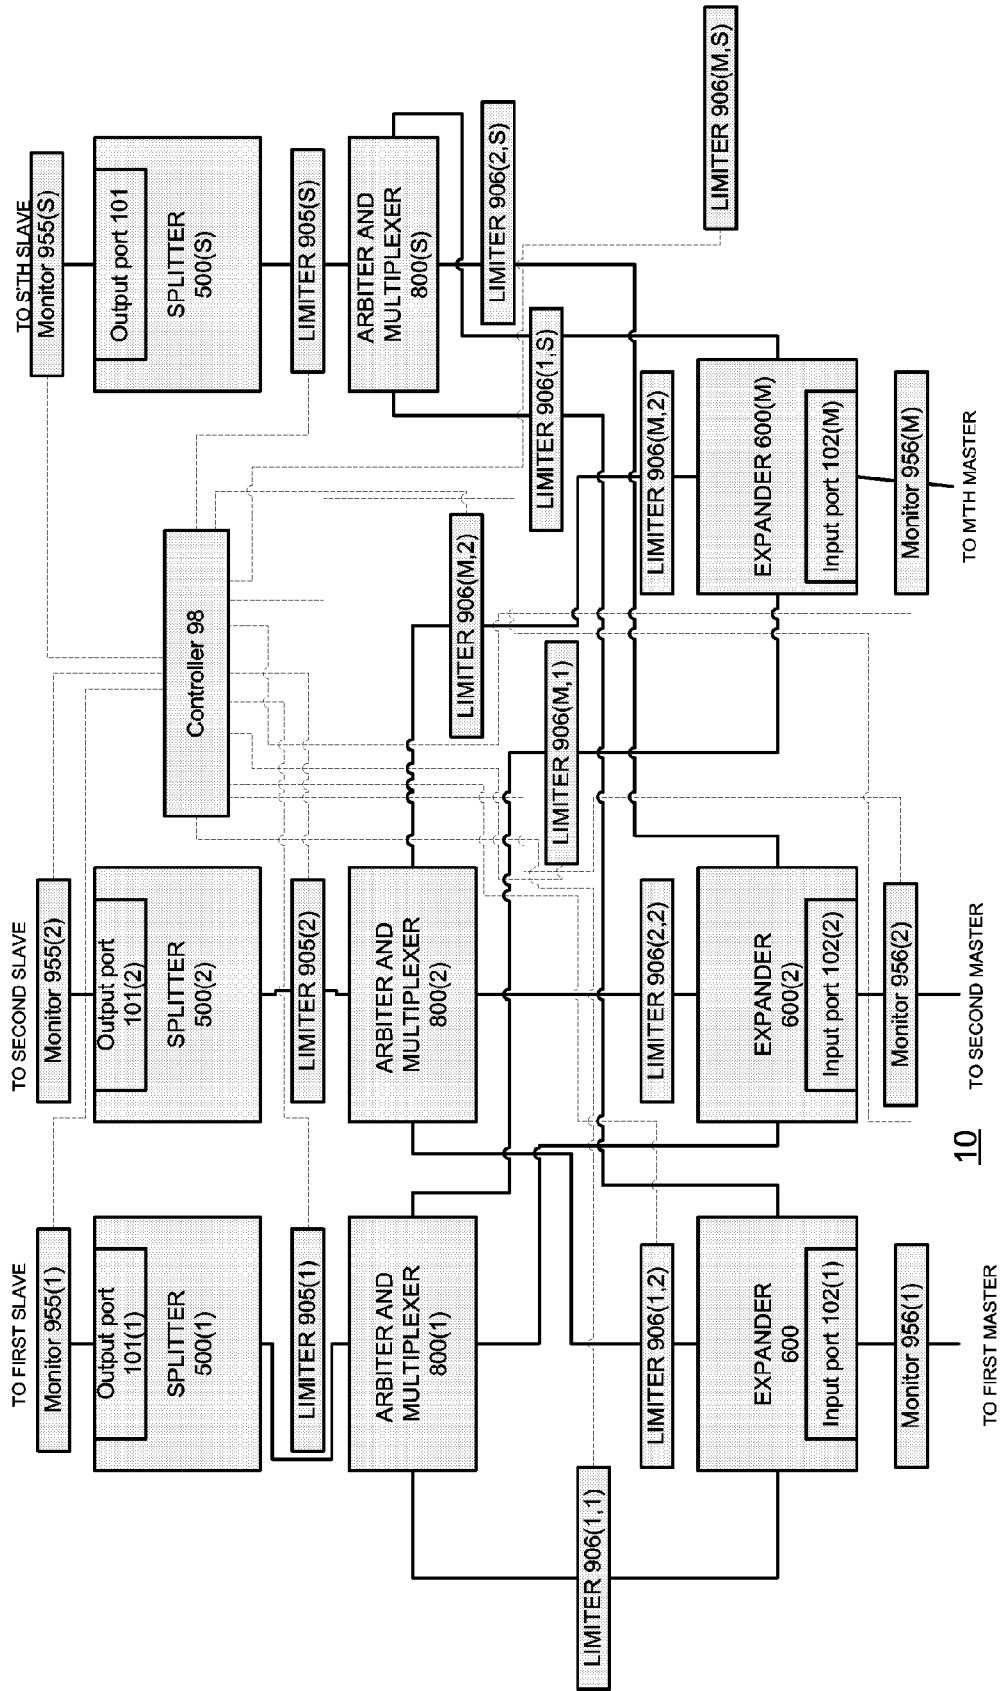 TO FIRST SLAVE
Monitor 955(1)
Output port
101(1)
SPLITTER
500(1)
LIMITER 905(1)
ARBITER AND
MULTIPLEXER
800(1)
LIMITER 906(1,1)
LIMITER 906(1,2)
EXPANDER
600
Input port 102(1)
Monitor 956(1)
TO FIRST MASTER
TO SECOND SLAVE
Monitor 955(2)
Output port
101(2)
SPLITTER
500(2)
LIMITER 905(2)
ARBITER AND
MULTIPLEXER
800(2)
LIMITER 906(2,2)
EXPANDER
600(2)
Input port 102(2)
Monitor 956(2)
TO SECOND MASTER
10
Controller 98
LIMITER 906(M,2)
LIMITER 906(M,1)
TO S'TH SLAVE
Monitor 955(S)
Output port 101
SPLITTER
500(S)
LIMITER 905(S)
ARBITER AND
MULTIPLEXER
800(S)
LIMITER 906(2,S)
LIMITER 906(1,S)
LIMITER 906(M,2)
EXPANDER 600(M)
Input port 102(M)
Monitor 956(M)
TO M'TH MASTER
LIMITER 906(M,S)